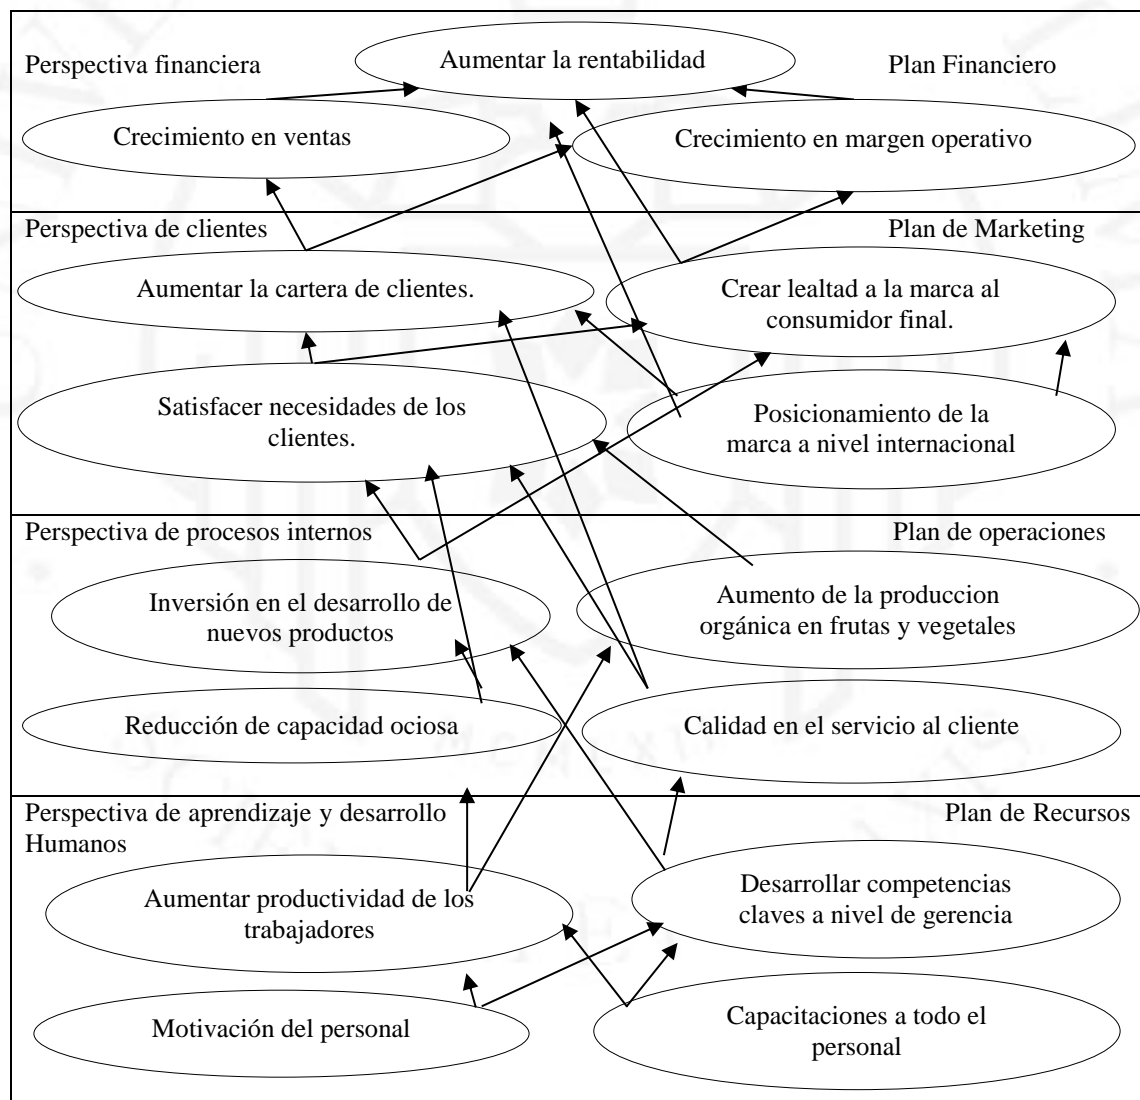 Aumentar la rentabilidad
Perspectiva financiera
Plan Financiero
Crecimiento en ventas
Crecimiento en margen operativo
Perspectiva de clientes
Plan de Marketing
Aumentar la cartera de clientes.
Crear lealtad a la marca al
consumidor final.
Satisfacer necesidades de los
clientes.
Posicionamiento de la
marca a nivel internacional
Perspectiva de procesos internos
Plan de operaciones
Inversión en el desarrollo de
nuevos productos
Aumento de la produccion
orgánica en frutas y vegetales
Reducción de capacidad ociosa
Calidad en el servicio al cliente
Perspectiva de aprendizaje y desarrollo
Plan de Recursos
Humanos
Aumentar productividad de los
trabajadores
Desarrollar competencias
claves a nivel de gerencia
Motivación del personal
Capacitaciones a todo el
personal